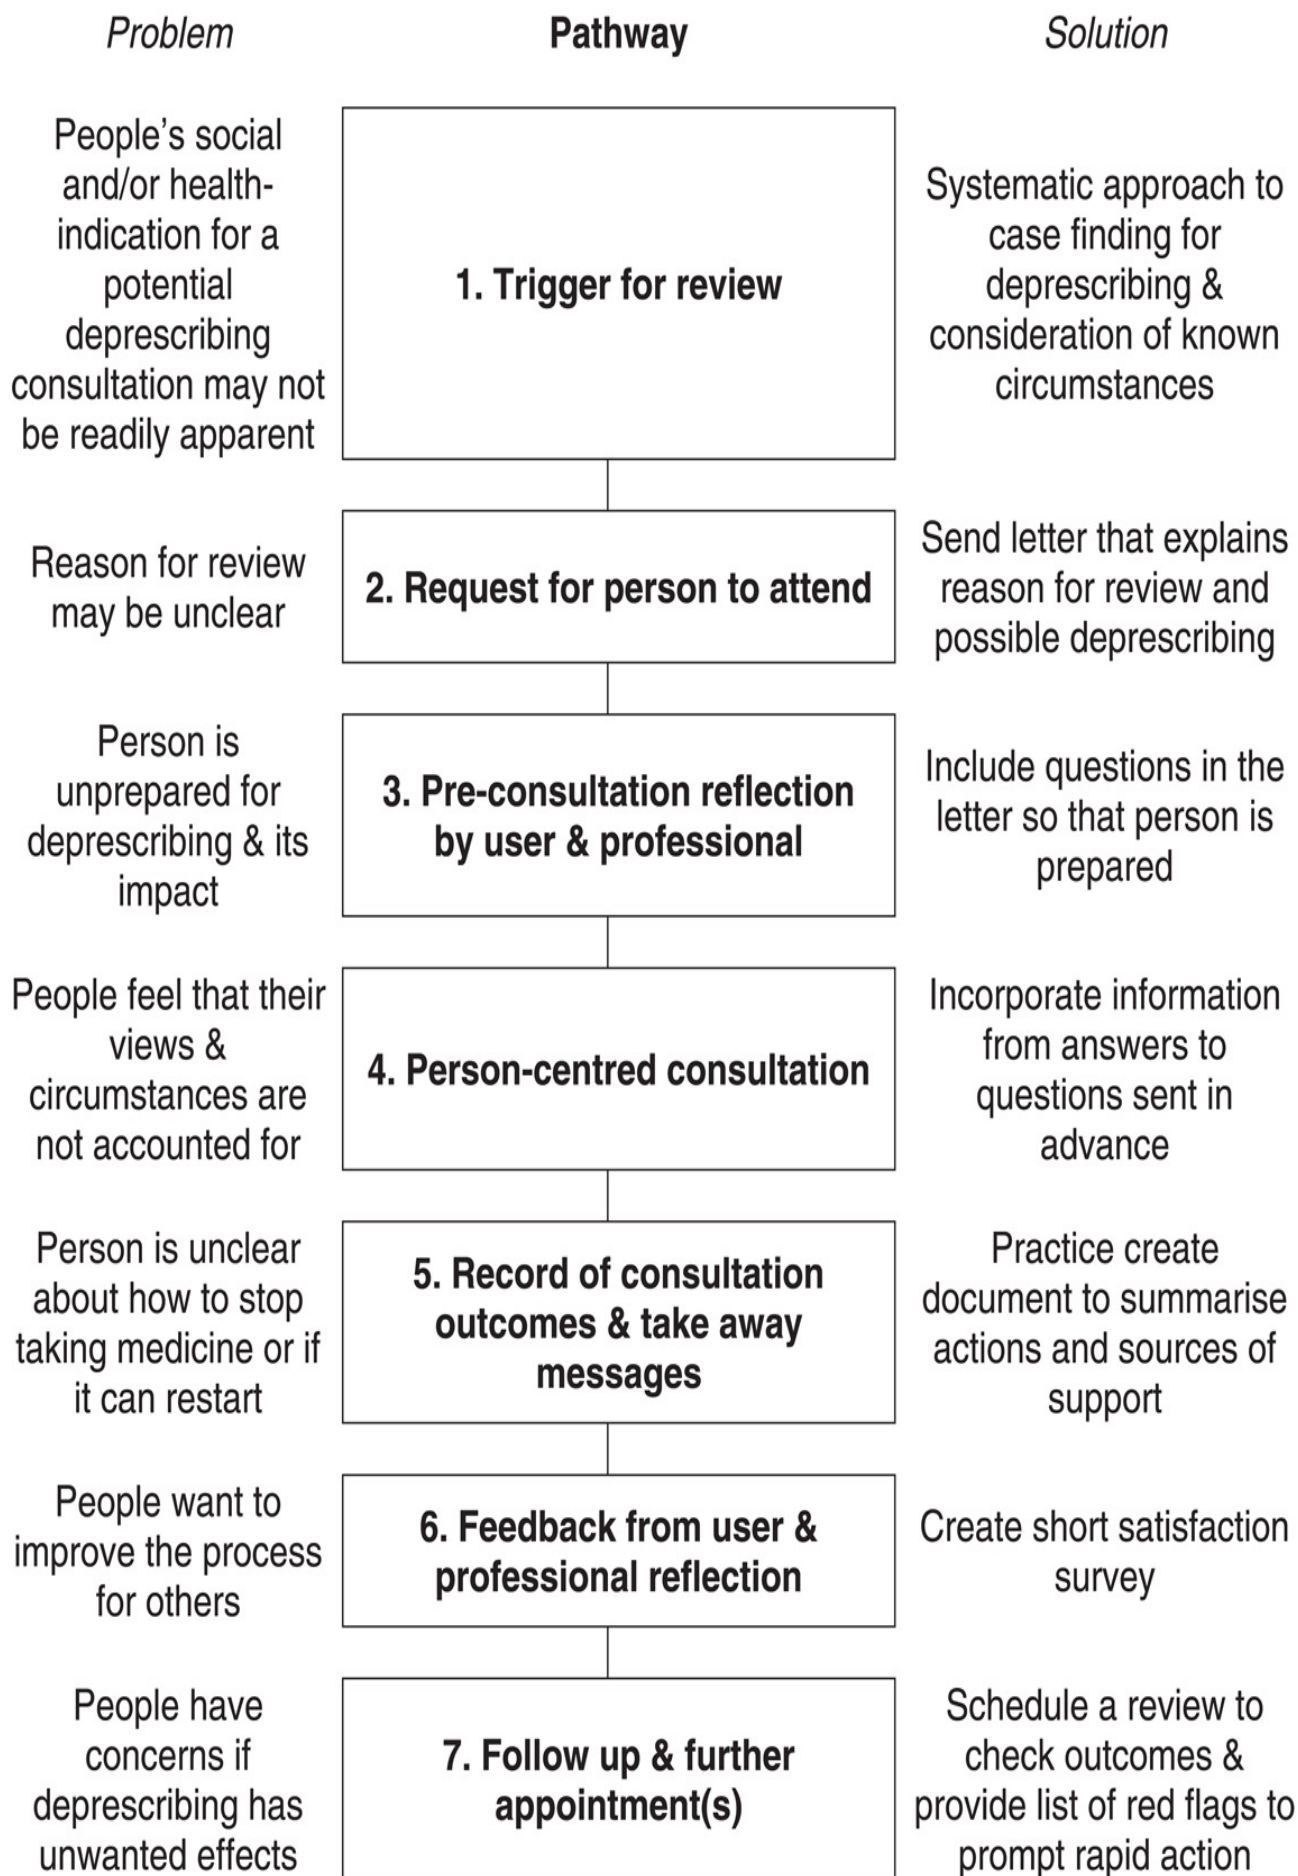 Problem
Pathway
Solution
People's social
and/or health-
indication for a
potential
deprescribing
consultation may not
be readily apparent
1. Trigger for review
Systematic approach to
case finding for
deprescribing &
consideration of known
circumstances
Reason for review
may be unclear
2. Request for person to attend
Send letter that explains
reason for review and
possible deprescribing
Person is
unprepared for
deprescribing & its
impact
3. Pre-consultation reflection
by user & professional
Include questions in the
letter so that person is
prepared
People feel that their
views &
circumstances are
not accounted for
4. Person-centred consultation
Incorporate information
from answers to
questions sent in
advance
Person is unclear
about how to stop
taking medicine or if
it can restart
5. Record of consultation
outcomes & take away
messages
Practice create
document to summarise
actions and sources of
support
People want to
improve the process
for others
6. Feedback from user &
professional reflection
Create short satisfaction
survey
People have
concerns if
deprescribing has
unwanted effects
7. Follow up & further
appointment(s)
Schedule a review to
check outcomes &
provide list of red flags to
prompt rapid action